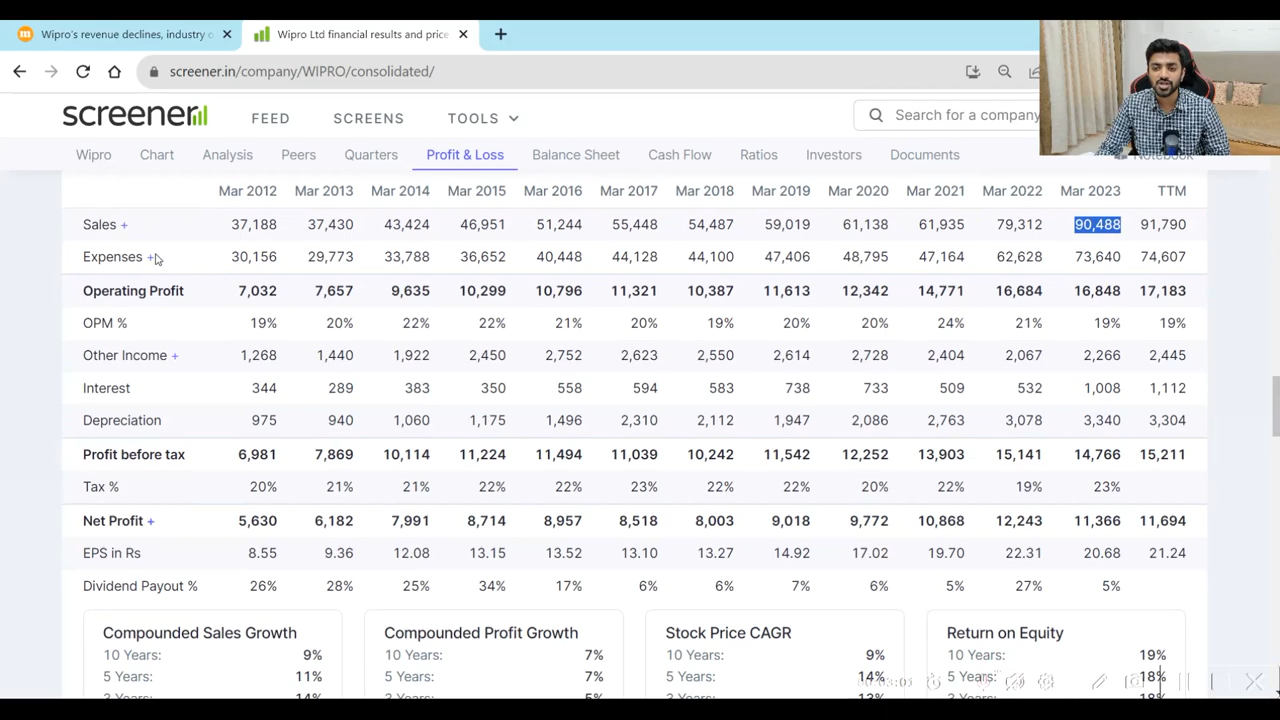 Wipro's revenue declines, industry o
Wipro Ltd financial results and price
screener.in/company/WIPRO/consolidated/
screener FEED SCREENS TOOLS Search for a company
Wipro Chart Analysis Peers Quarters Profit & Loss Balance Sheet Cash Flow Ratios Investors Documents Notebook
Mar 2012 Mar 2013 Mar 2014 Mar 2015 Mar 2016 Mar 2017 Mar 2018 Mar 2019 Mar 2020 Mar 2021 Mar 2022 Mar 2023 TTM
Sales + 37,188 37,430 43,424 46,951 51,244 55,448 54,487 59,019 61,138 61,935 79,312 90,488 91,790
Expenses + 30,156 29,773 33,788 36,652 40,448 44,128 44,100 47,406 48,795 47,164 62,628 73,640 74,607
Operating Profit 7,032 7,657 9,635 10,299 10,796 11,321 10,387 11,613 12,342 14,771 16,684 16,848 17,183
OPM % 19% 20% 22% 22% 21% 20% 19% 20% 20% 24% 21% 19% 19%
Other Income + 1,268 1,440 1,922 2,450 2,752 2,623 2,550 2,614 2,728 2,404 2,067 2,266 2,445
Interest 344 289 383 350 558 594 583 738 733 509 532 1,008 1,112
Depreciation 975 940 1,060 1,175 1,496 2,310 2,112 1,947 2,086 2,763 3,078 3,340 3,304
Profit before tax 6,981 7,869 10,114 11,224 11,494 11,039 10,242 11,542 12,252 13,903 15,141 14,766 15,211
Tax % 20% 21% 21% 22% 22% 23% 22% 22% 20% 22% 19% 23%
Net Profit + 5,630 6,182 7,991 8,714 8,957 8,518 8,003 9,018 9,772 10,868 12,243 11,366 11,694
EPS in Rs 8.55 9.36 12.08 13.15 13.52 13.10 13.27 14.92 17.02 19.70 22.31 20.68 21.24
Dividend Payout % 26% 28% 25% 34% 17% 6% 6% 7% 6% 5% 27% 5%
Compounded Sales Growth Compounded Profit Growth Stock Price CAGR Return on Equity
10 Years: 9% 10 Years: 7% 10 Years: 9% 10 Years: 19%
5 Years: 11% 5 Years: 7% 5 Years: 14% 5 Years: 18%